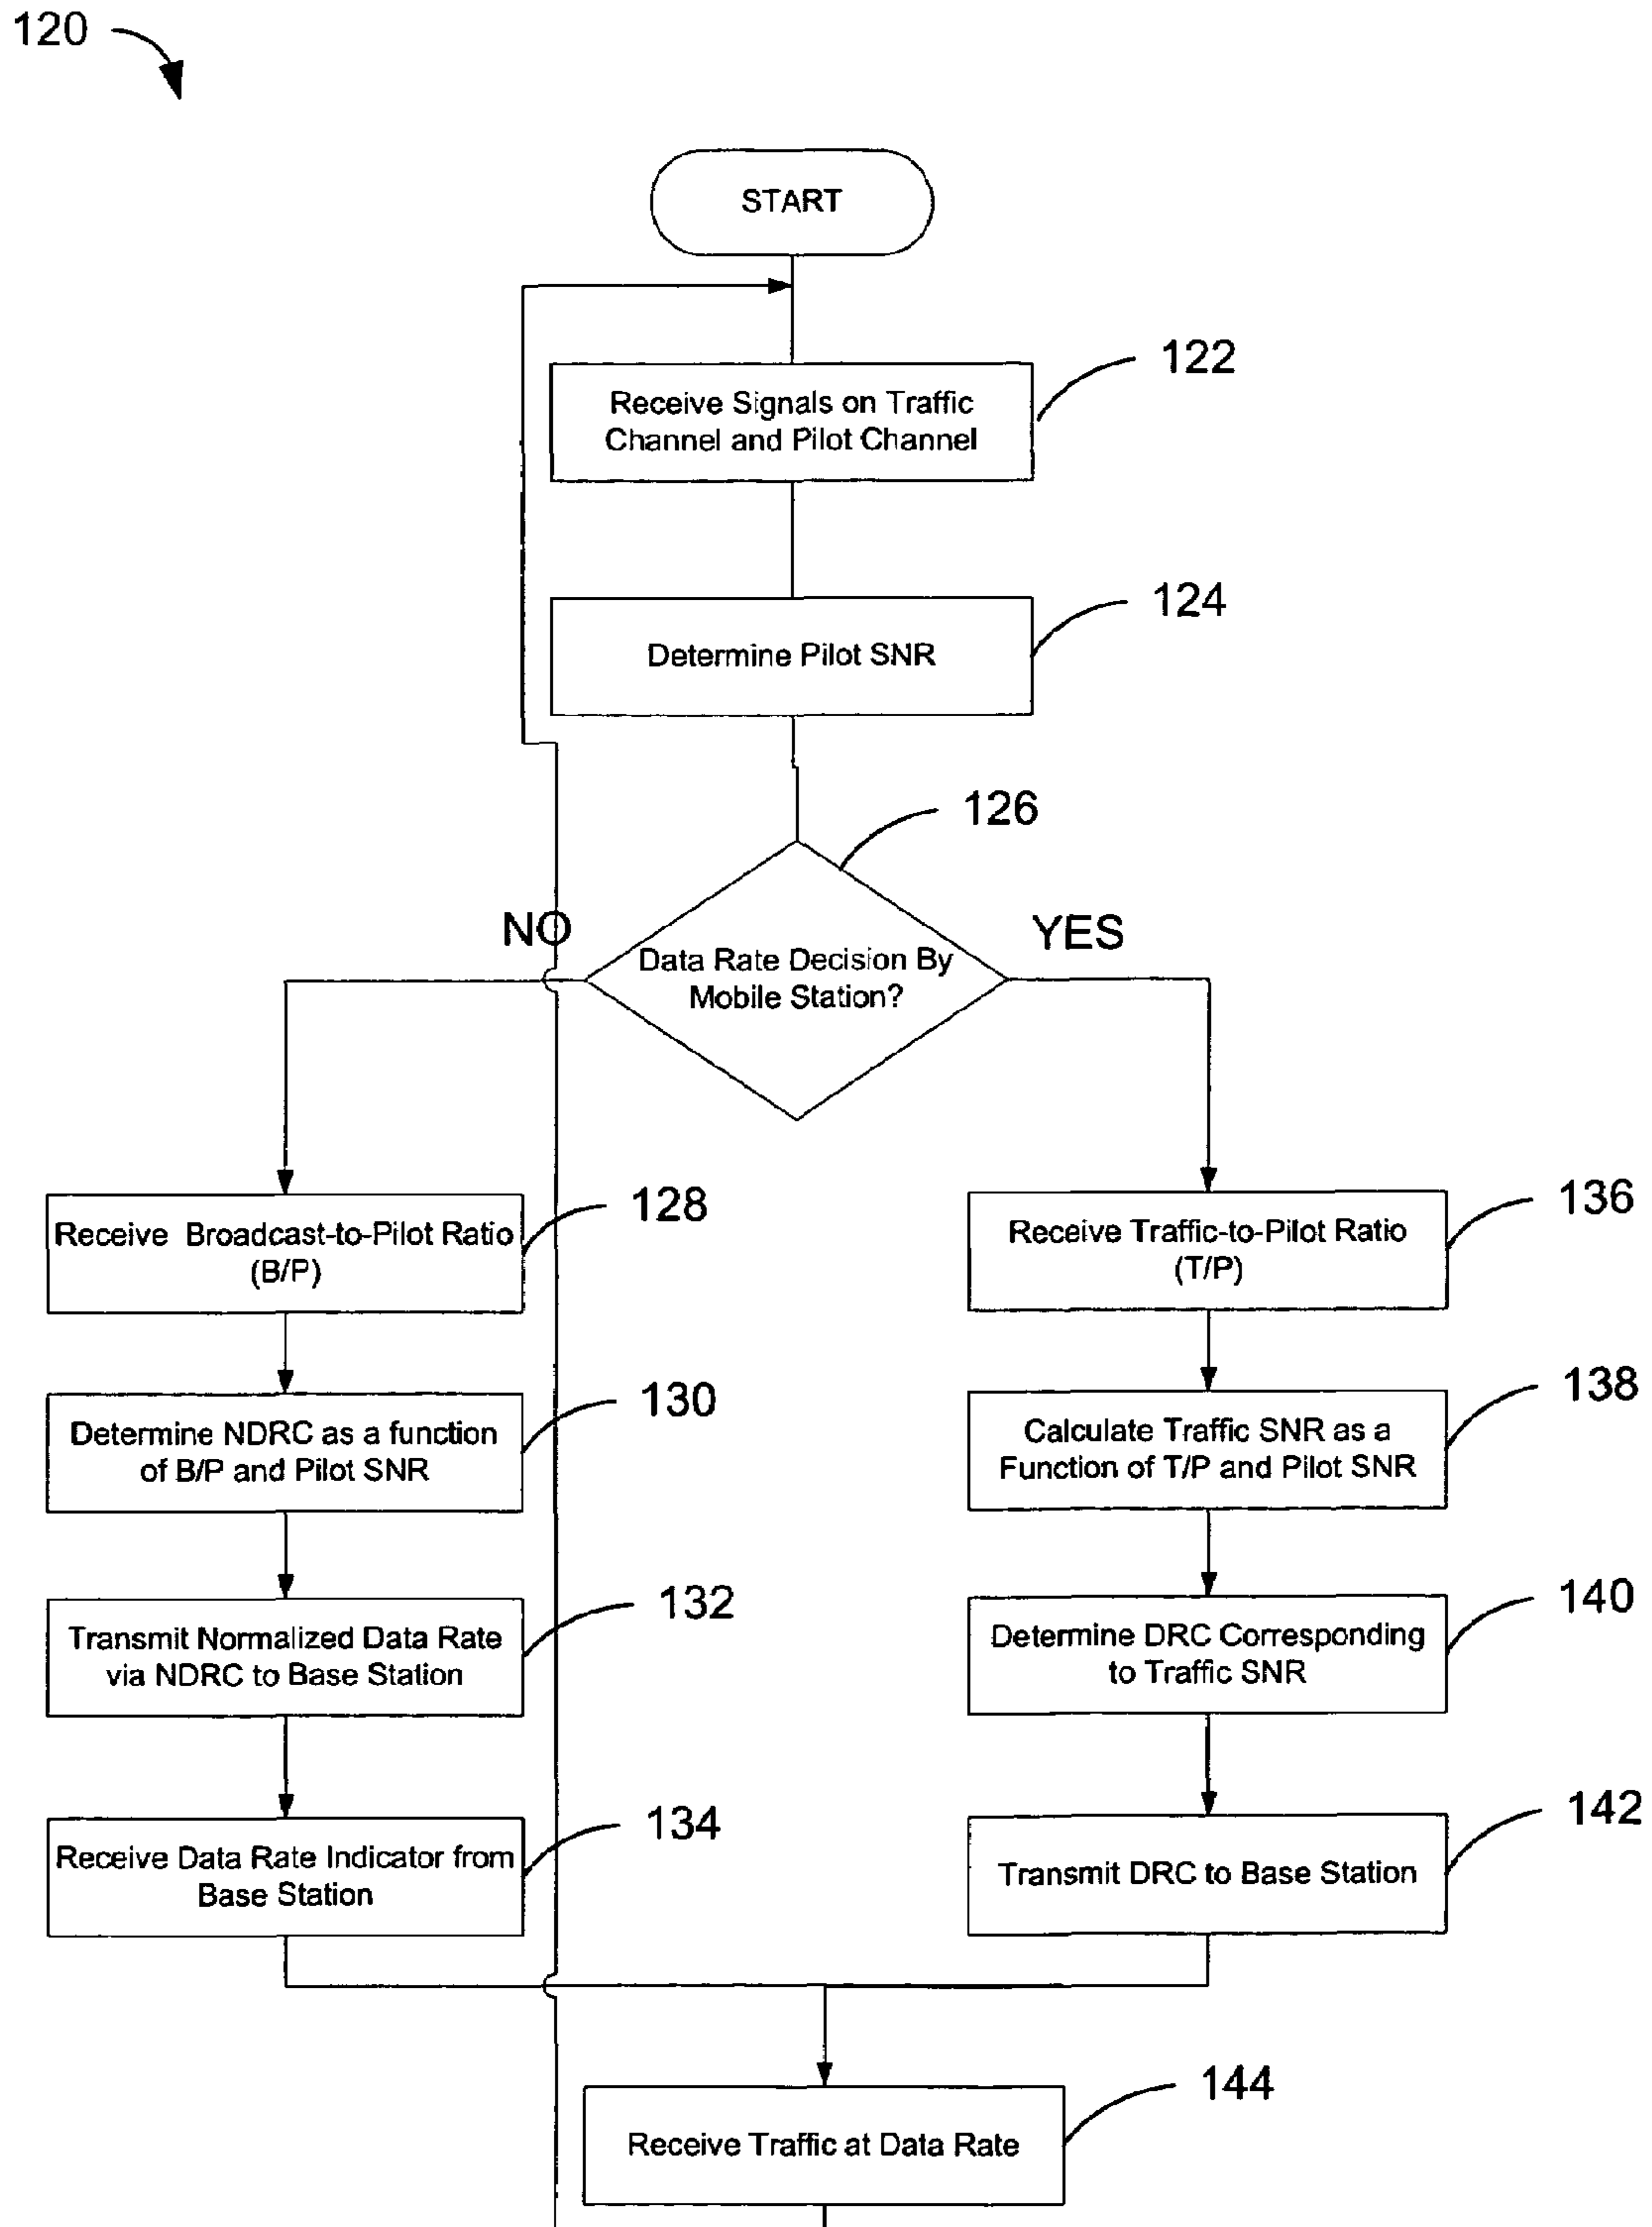 120
START
122
Receive Signals on Traffic
Channel and Pilot Channel
124
Determine Pilot SNR
126
NO
YES
Data Rate Decision By
Mobile Station?
128
Receive Broadcast-to-Pilot Ratio
(B/P)
136
Receive Traffic-to-Pilot Ratio
(T/P)
130
Determine NDRC as a function
of B/P and Pilot SNR
138
Calculate Traffic SNR as a
Function of T/P and Pilot SNR
132
Transmit Normalized Data Rate
via NDRC to Base Station
140
Determine DRC Corresponding
to Traffic SNR
134
Receive Data Rate Indicator from
Base Station
142
Transmit DRC to Base Station
144
Receive Traffic at Data Rate